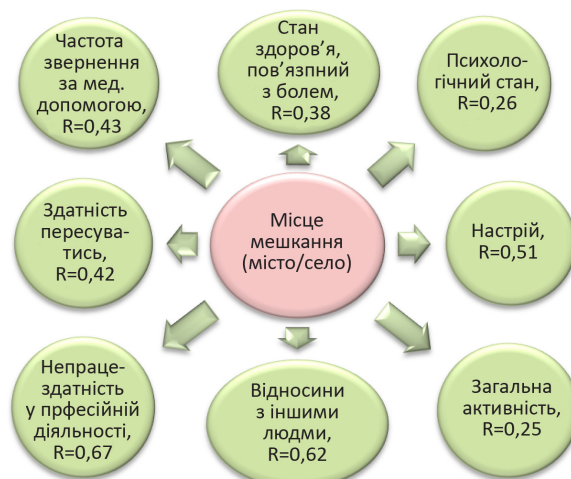 Частота
звернення
за мед.
допомогою,
R=0,43
Стан
здоров’я,
пов’язпний
з болем,
R=0,38
Психоло-
гічний стан,
R=0,26
Здатність
пересува-
тись,
R=0,42
Місце
мешкання
(місто/село)
Настрій,
R=0,51
Непраце-
здатність
у прфесійній
діяльності,
R=0,67
Відносини
з іншими
людми,
R=0,62
Загальна
активність,
R=0,25